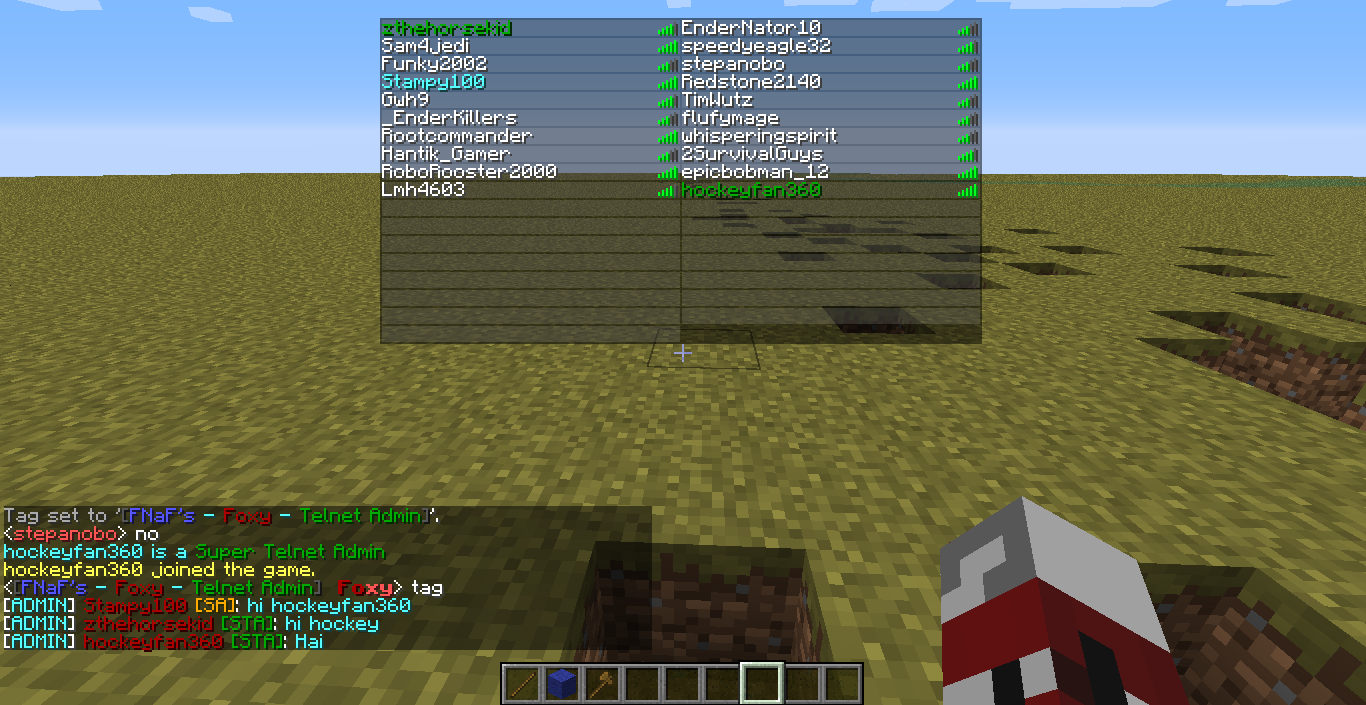 zthehorsekid EnderNator10
Sam4jedi speedyeagle32
Funky2002 stepanobo
Stampy100 Redstone2140
Gwh9 TimWutz
_EnderKillers flufymage
Rootcommander whisperingspirit
Hantik_Gamer 2SurvivalGuys
RoboRooster2000 epicbobman_12
Lmh4603 hockeyfan360
Tag set to '[FNaF's - Foxy - Telnet Admin]'.
<stepanobo> no
hockeyfan360 is a Super Telnet Admin
hockeyfan360 joined the game.
<[FNaF's - Foxy - Telnet Admin] Foxy> tag
[ADMIN] Stampy100 [SA]: hi hockeyfan360
[ADMIN] zthehorsekid [STA]: hi hockey
[ADMIN] hockeyfan360 [STA]: Hai